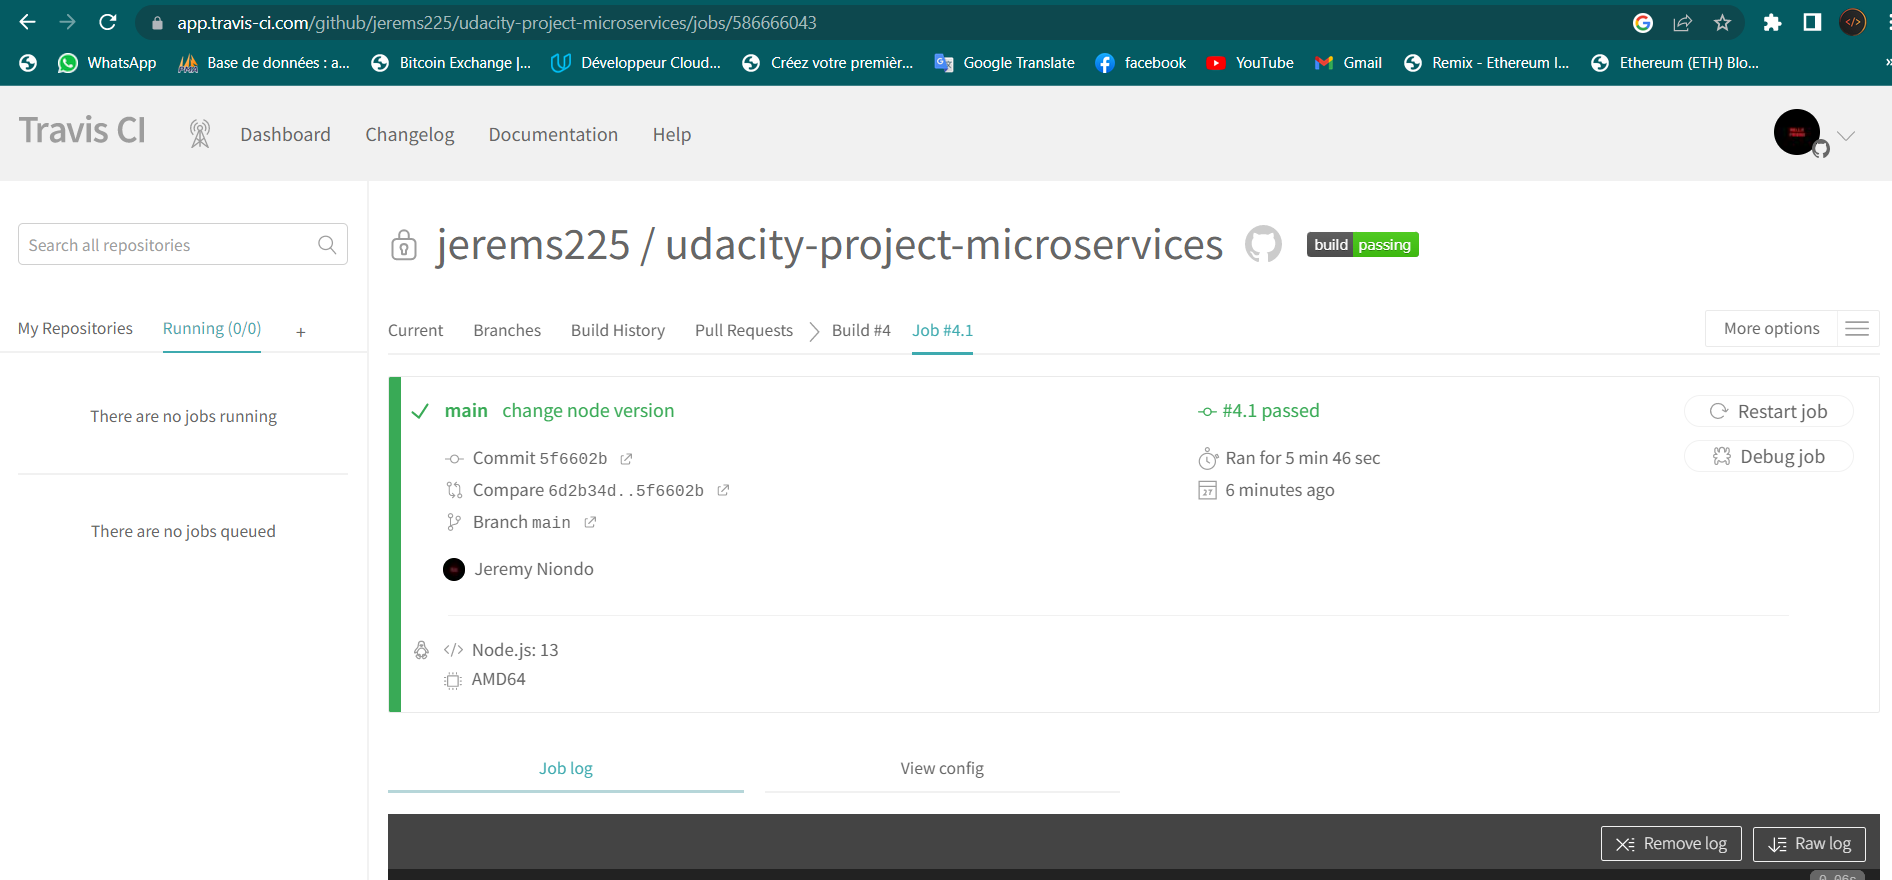 app.travis-ci.com/github/jerems225/udacity-project-microservices/jobs/586666043
WhatsApp Base de données : a... Bitcoin Exchange |... Développeur Cloud... Créez votre premièr... Google Translate facebook YouTube Gmail Remix - Ethereum I... Ethereum (ETH) Blo... »
Travis CI Dashboard Changelog Documentation Help
Search all repositories
jerems225 / udacity-project-microservices build passing
My Repositories Running (0/0) +
Current Branches Build History Pull Requests Build #4 Job #4.1 More options
There are no jobs running
There are no jobs queued
main change node version #4.1 passed Restart job
Commit 5f6602b Ran for 5 min 46 sec Debug job
Compare 6d2b34d..5f6602b 6 minutes ago
Branch main
Jeremy Niondo
Node.js: 13
AMD64
Job log View config
Remove log Raw log